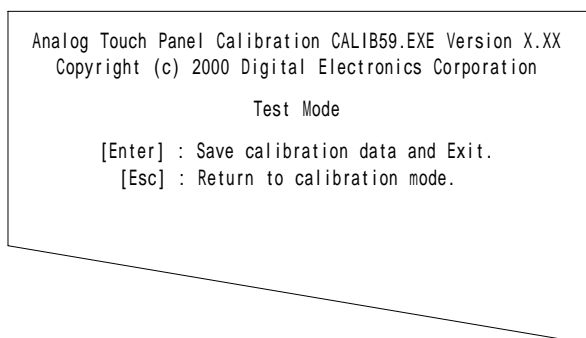 Analog Touch Panel Calibration CALIB59.EXE Version X.XX
Copyright (c) 2000 Digital Electronics Corporation
Test Mode
[Enter] : Save calibration data and Exit.
[Esc] : Return to calibration mode.